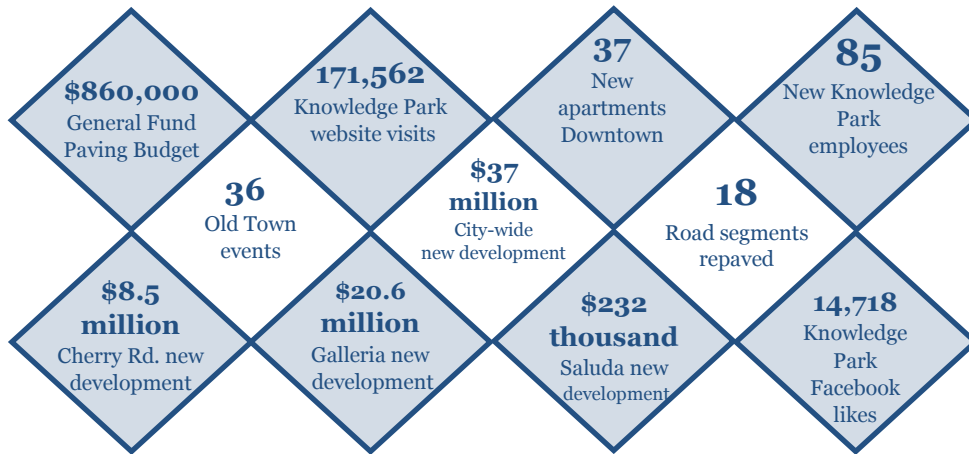 $860,000
General Fund
Paving Budget
171,562
Knowledge Park
website visits
37
New
apartments
Downtown
85
New Knowledge
Park
employees
36
Old Town
events
$37
million
City-wide
new development
18
Road segments
repaved
$8.5
million
Cherry Rd. new
development
$20.6
million
Galleria new
development
$232
thousand
Saluda new
development
14,718
Knowledge
Park
Facebook
likes